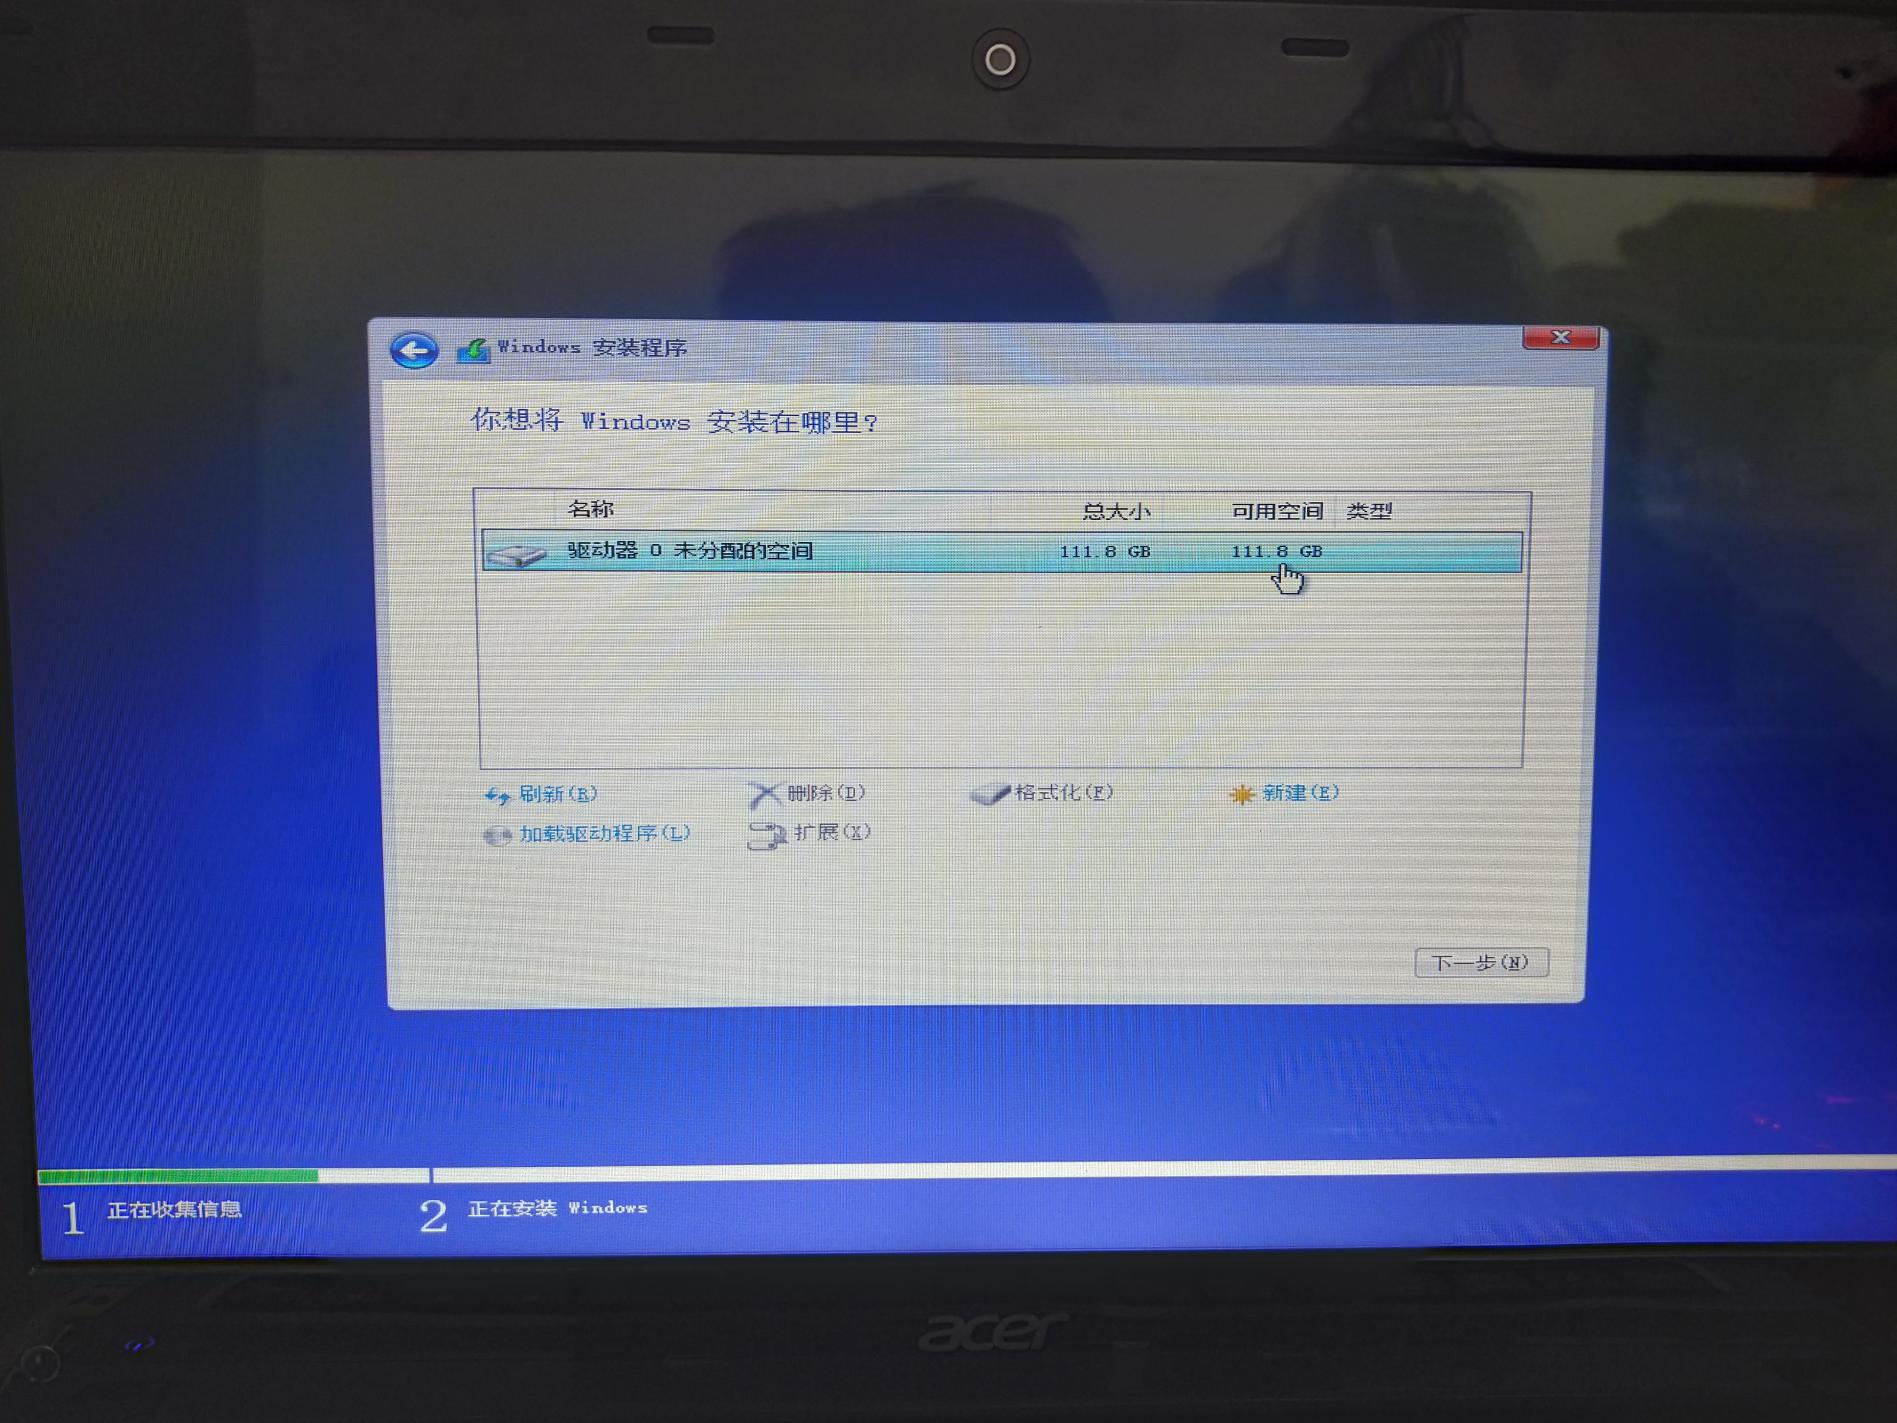 Windows 安装程序
你想将 Windows 安装在哪里?
名称 总大小 可用空间 类型
驱动器 0 未分配的空间 111.8 GB 111.8 GB
刷新(R) 删除(D) 格式化(F) 新建(E)
加载驱动程序(L) 扩展(X)
下一步(N)
1 正在收集信息 2 正在安装 Windows
acer